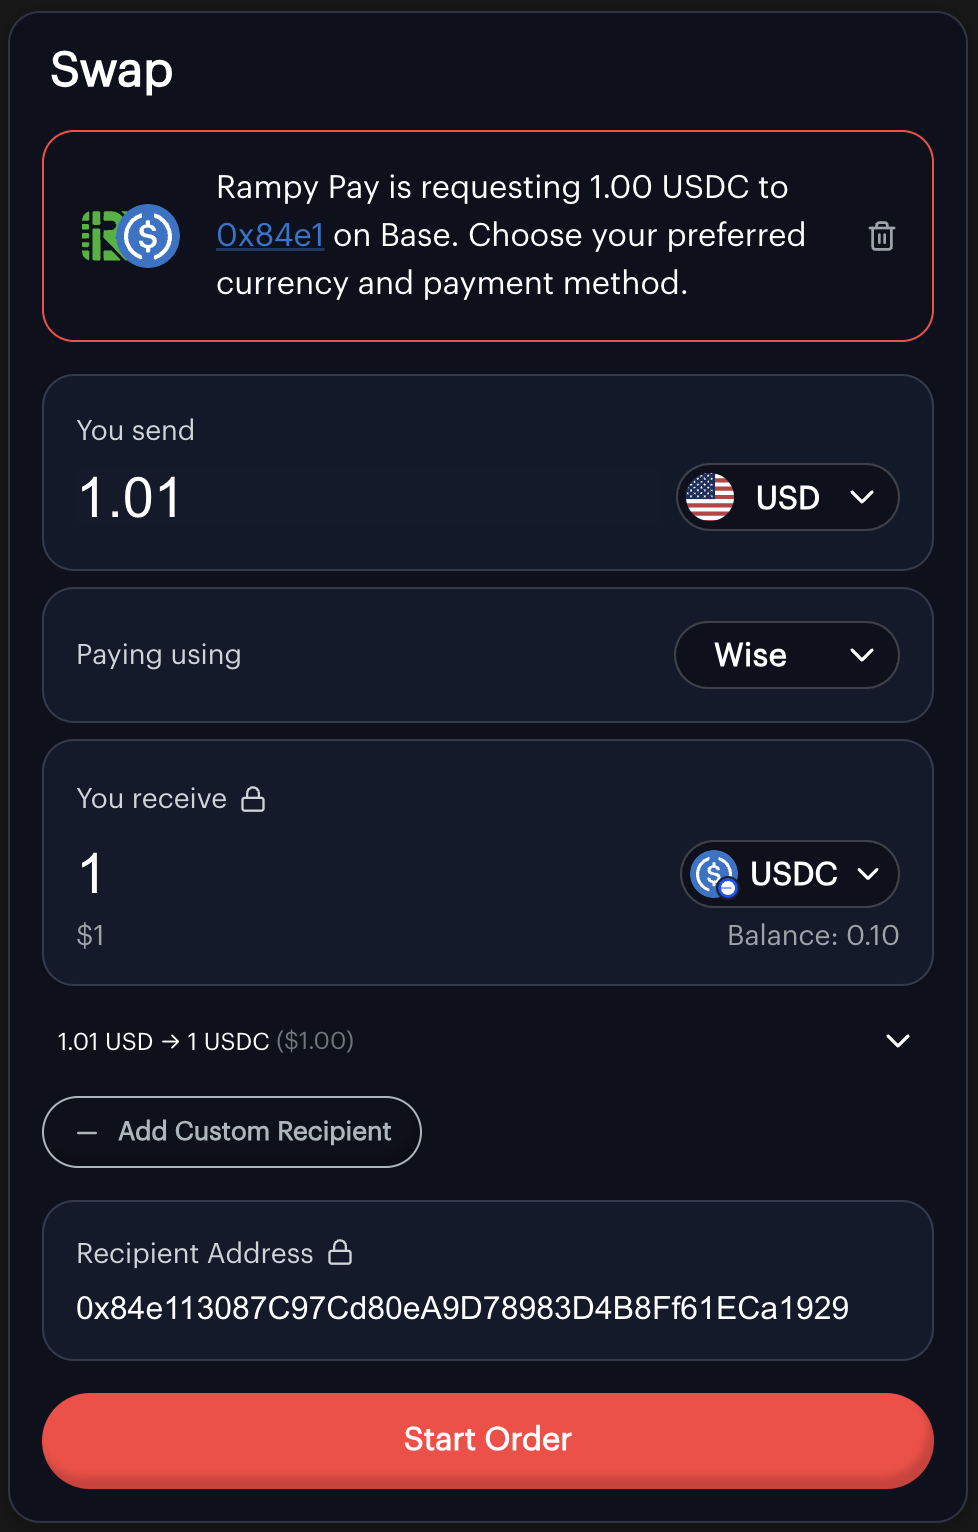 Swap
Rampy Pay is requesting 1.00 USDC to
0x84e1 on Base. Choose your preferred
currency and payment method.
You send
1.01
USD
Paying using
Wise
You receive
1
USDC
$1
Balance: 0.10
1.01 USD → 1 USDC ($1.00)
— Add Custom Recipient
Recipient Address
0x84e113087C97Cd80eA9D78983D4B8Ff61ECa1929
Start Order